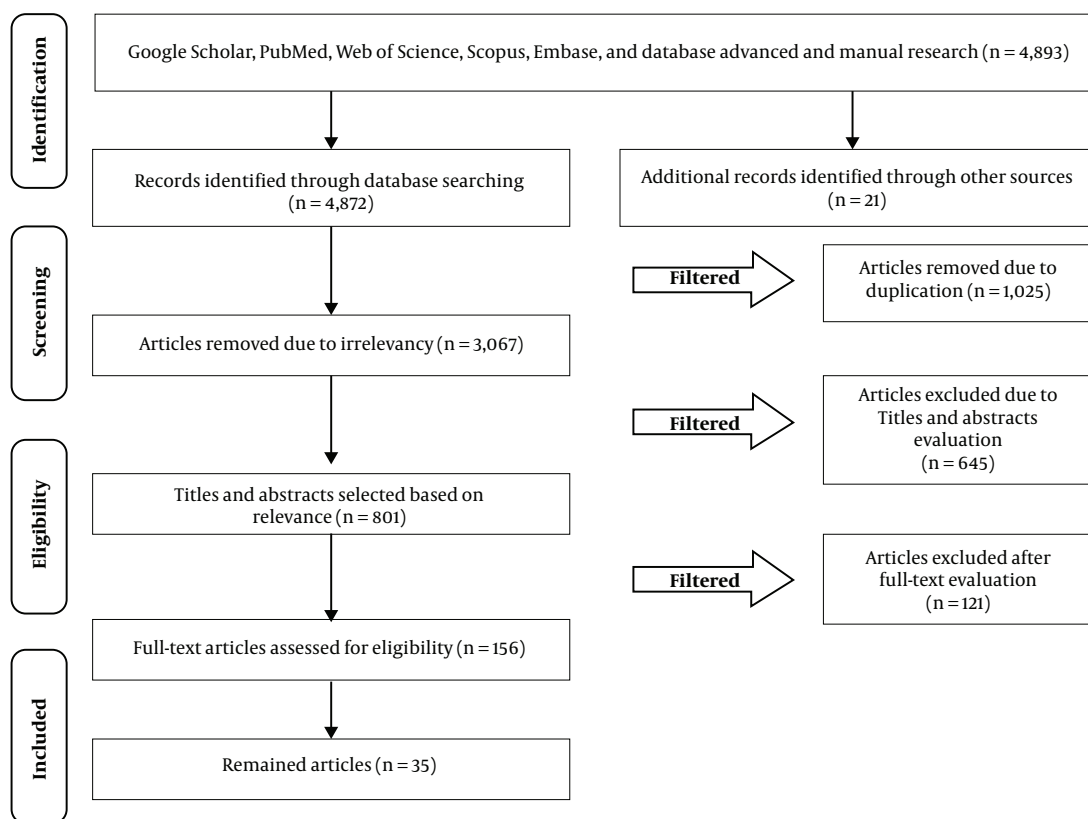 Identification
Google Scholar, PubMed, Web of Science, Scopus, Embase, and database advanced and manual research (n = 4,893)
Records identified through database searching
(n = 4,872)
Additional records identified through other sources
(n = 21)
Screening
Filtered
Articles removed due to
duplication (n = 1,025)
Articles removed due to irrelevancy (n = 3,067)
Filtered
Articles excluded due to
Titles and abstracts
evaluation
(n = 645)
Eligibility
Titles and abstracts selected based on
relevance (n = 801)
Filtered
Articles excluded after
full-text evaluation
(n = 121)
Full-text articles assessed for eligibility (n = 156)
Included
Remained articles (n = 35)